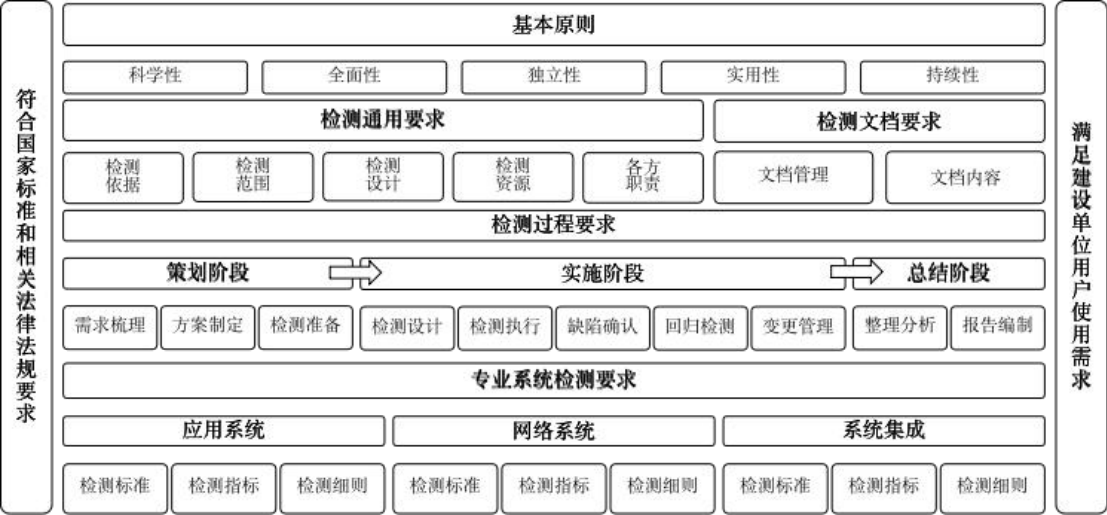 符合国家标准和相关法律法规要求
基本原则
科学性
全面性
独立性
实用性
持续性
检测通用要求
检测文档要求
检测
依据
检测
范围
检测
设计
检测
资源
各方
职责
文档管理
文档内容
检测过程要求
策划阶段
实施阶段
总结阶段
需求梳理
方案制定
检测准备
检测设计
检测执行
缺陷确认
回归检测
变更管理
整理分析
报告编制
专业系统检测要求
应用系统
网络系统
系统集成
检测标准
检测指标
检测细则
检测标准
检测指标
检测细则
检测标准
检测指标
检测细则
满足建设单位用户使用需求